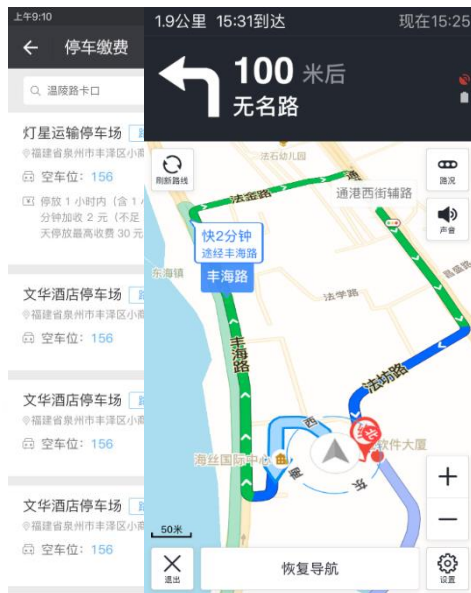 上午9:10
停车缴费
温陵路卡口
灯星运输停车场
福建省泉州市丰泽区小
空车位：156
停放 1 小时内（含 1
分钟加收 2 元（不足
天停放最高收费 30 元
文华酒店停车场
福建省泉州市丰泽区小
空车位：156
文华酒店停车场
福建省泉州市丰泽区小
空车位：156
文华酒店停车场
福建省泉州市丰泽区小
空车位：156
1.9公里 15:31到达
现在15:25
100 米后
无名路
刷新路线
法石幼儿园
路况
法金路
通
通港西街辅路
声音
快2分钟
途经丰海路
丰海路
东海镇
法学路
昌盛路
丰海路
法坊路
西
北
南
东
软件大厦
海丝国际中心
50米
退出
恢复导航
设置